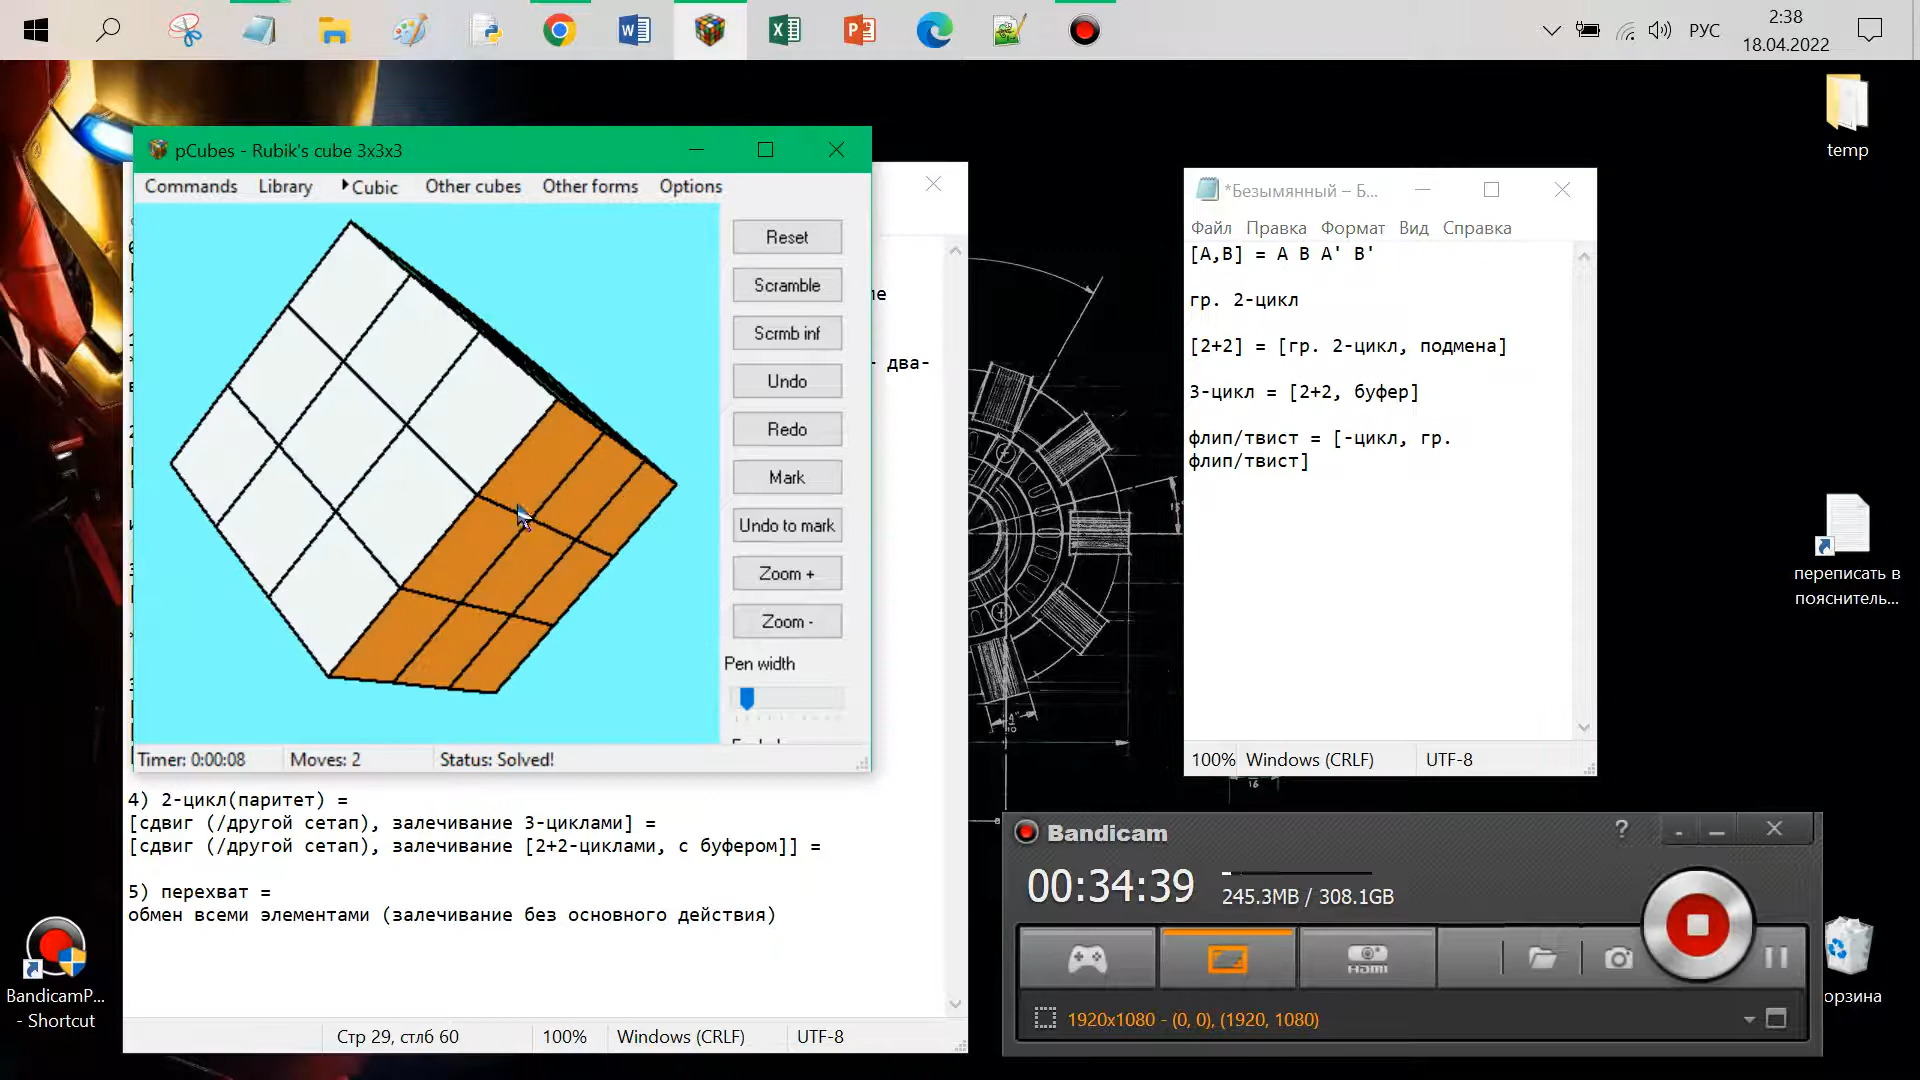 РУС
2:38
18.04.2022
temp
переписать в
пояснитель...
орзина
BandicamP...
- Shortcut
pCubes - Rubik's cube 3x3x3
Commands Library Cubic Other cubes Other forms Options
Reset
Scramble
Scrmb inf
Undo
Redo
Mark
Undo to mark
Zoom +
Zoom -
Pen width
Timer: 0:00:08 Moves: 2 Status: Solved!
- два-
4) 2-цикл(паритет) =
[сдвиг (/другой сетап), залечивание 3-циклами] =
[сдвиг (/другой сетап), залечивание [2+2-циклами, с буфером]] =
5) перехват =
обмен всеми элементами (залечивание без основного действия)
Стр 29, стлб 60 100% Windows (CRLF) UTF-8
*Безымянный – Б...
Файл Правка Формат Вид Справка
[A,B] = A B A' B'
гр. 2-цикл
[2+2] = [гр. 2-цикл, подмена]
3-цикл = [2+2, буфер]
флип/твист = [-цикл, гр.
флип/твист]
100% Windows (CRLF) UTF-8
Bandicam
00:34:39
245.3MB / 308.1GB
HDMI
1920x1080 - (0, 0), (1920, 1080)